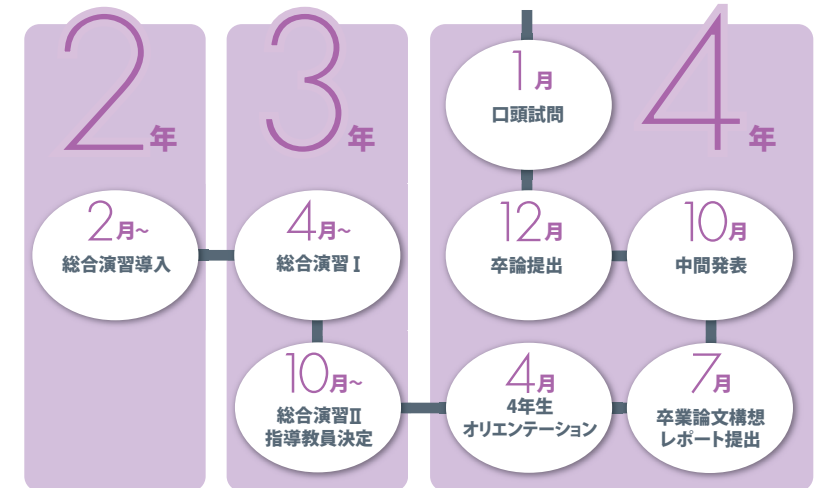 2年
2月~
総合演習導入
3年
4月~
総合演習Ⅰ
10月~
総合演習Ⅱ
指導教員決定
4年
4月
4年生
オリエンテーション
7月
卒業論文構想
レポート提出
10月
中間発表
12月
卒論提出
1月
口頭試問